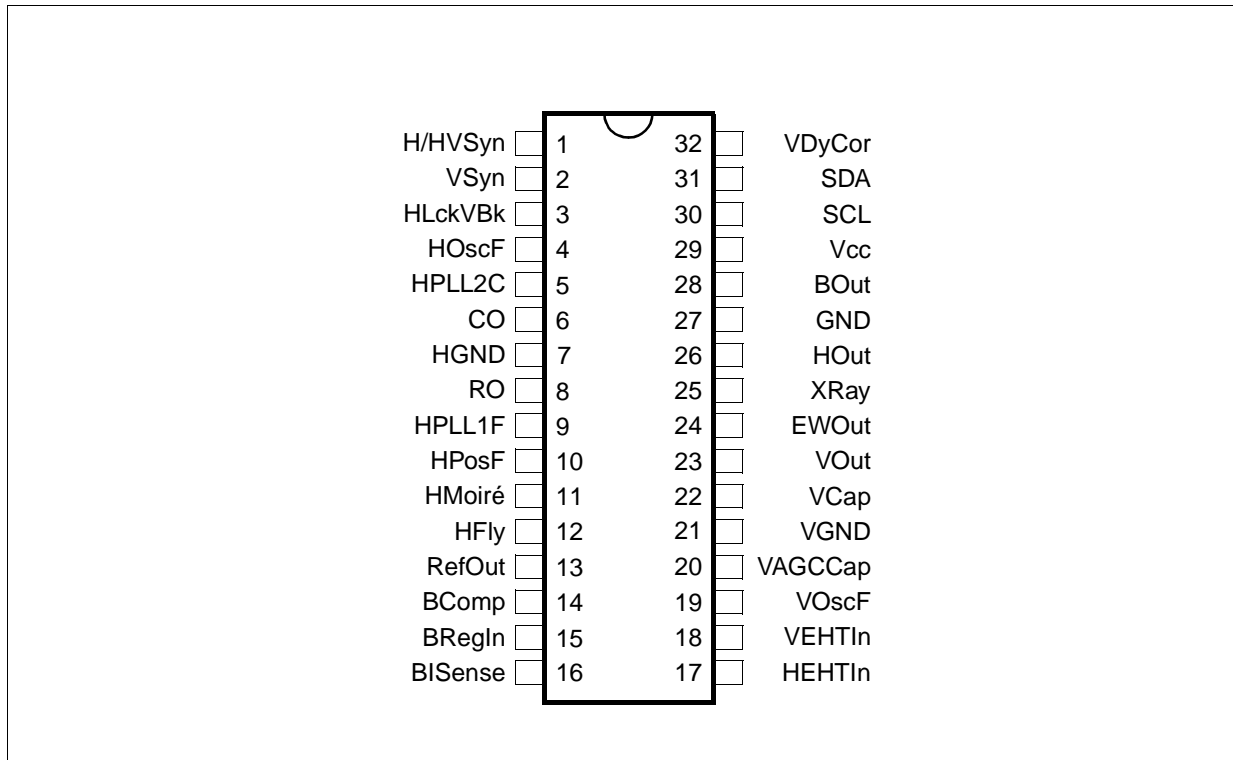 H/HVSyn 1 32 VDyCor
VSyn 2 31 SDA
HLckVBk 3 30 SCL
HOscF 4 29 Vcc
HPLL2C 5 28 BOut
CO 6 27 GND
HGND 7 26 HOut
RO 8 25 XRay
HPLL1F 9 24 EWOut
HPosF 10 23 VOut
HMoiré 11 22 VCap
HFly 12 21 VGND
RefOut 13 20 VAGCCap
BComp 14 19 VOscF
BRegIn 15 18 VEHTIn
BISense 16 17 HEHTIn